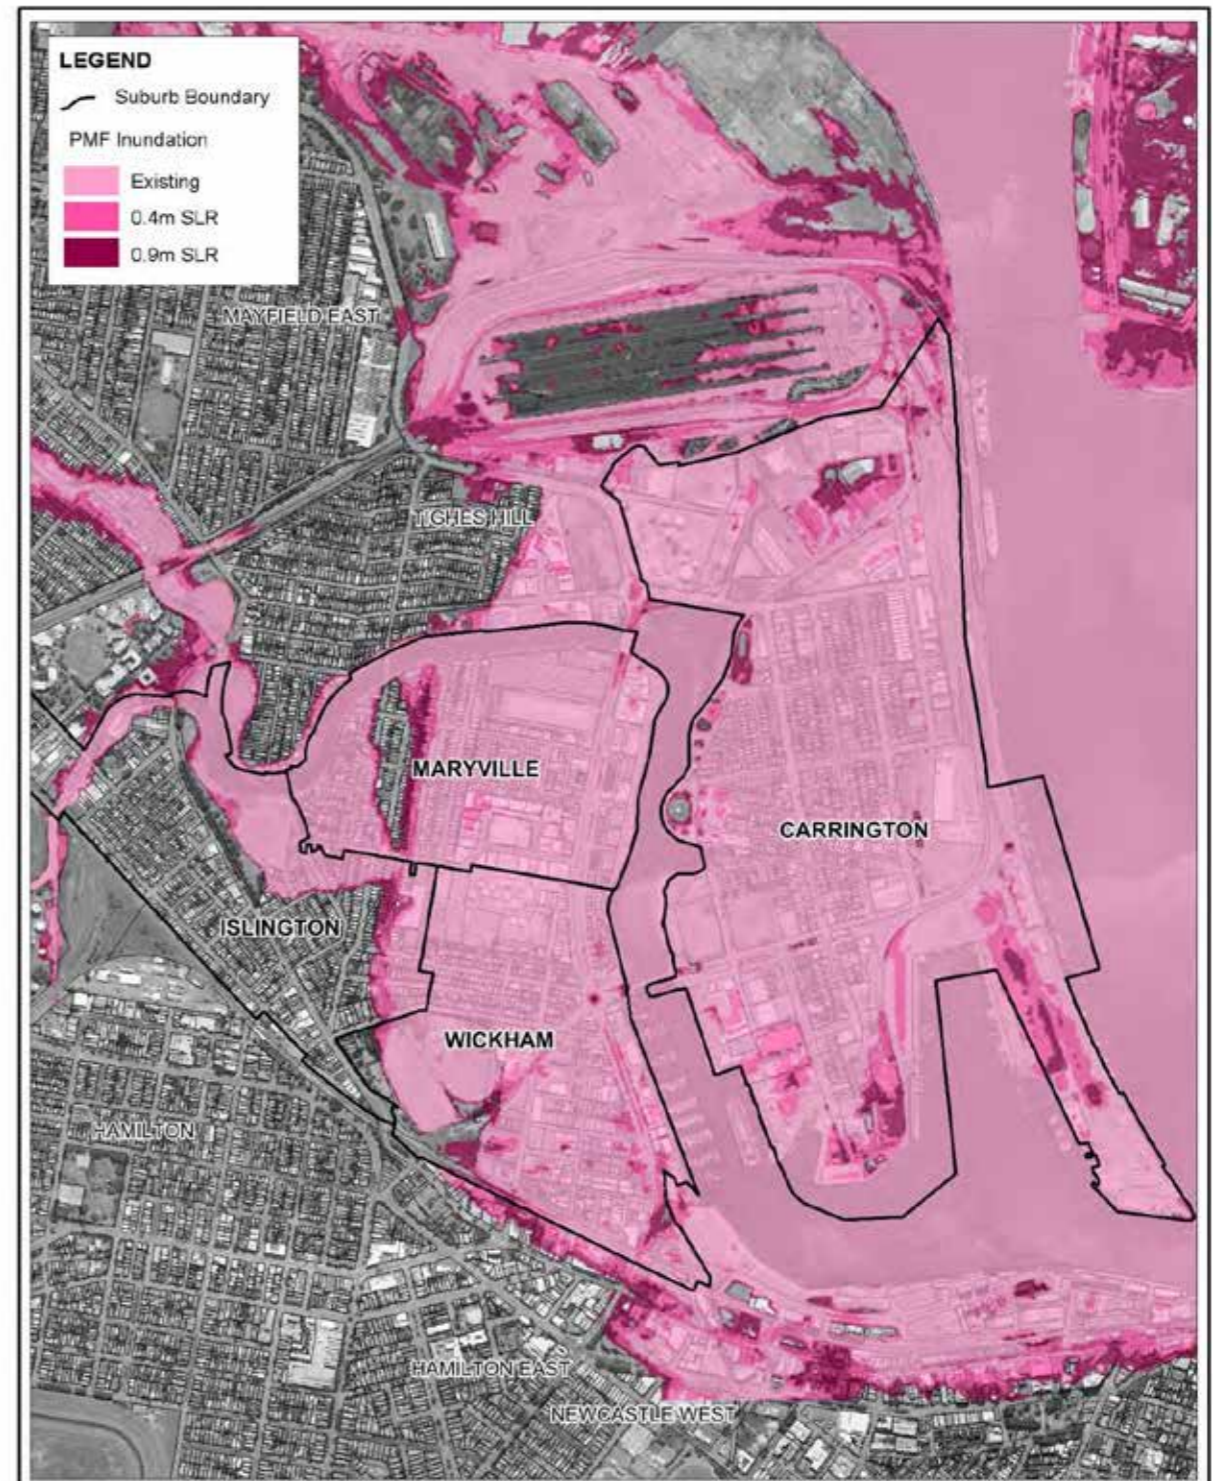 LEGEND
Suburb Boundary
PMF Inundation
Existing
0.4m SLR
0.9m SLR
MAYFIELD EAST
TIGHES HILL
MARYVILLE
CARRINGTON
ISLINGTON
WICKHAM
HAMILTON
HAMILTON EAST
NEWCASTLE WEST